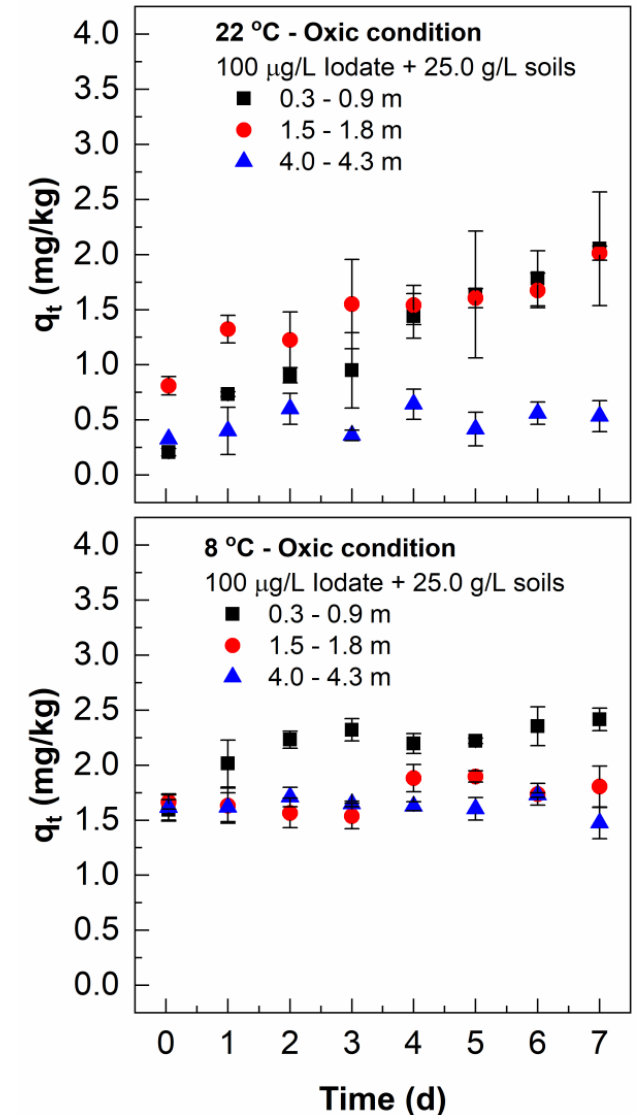 22 °C - Oxic condition
100 μg/L Iodate + 25.0 g/L soils
0.3 - 0.9 m
1.5 - 1.8 m
4.0 - 4.3 m
4.0
3.5
3.0
2.5
2.0
1.5
1.0
0.5
0.0
qt (mg/kg)
8 °C - Oxic condition
100 μg/L Iodate + 25.0 g/L soils
0.3 - 0.9 m
1.5 - 1.8 m
4.0 - 4.3 m
4.0
3.5
3.0
2.5
2.0
1.5
1.0
0.5
0.0
qt (mg/kg)
0 1 2 3 4 5 6 7
Time (d)